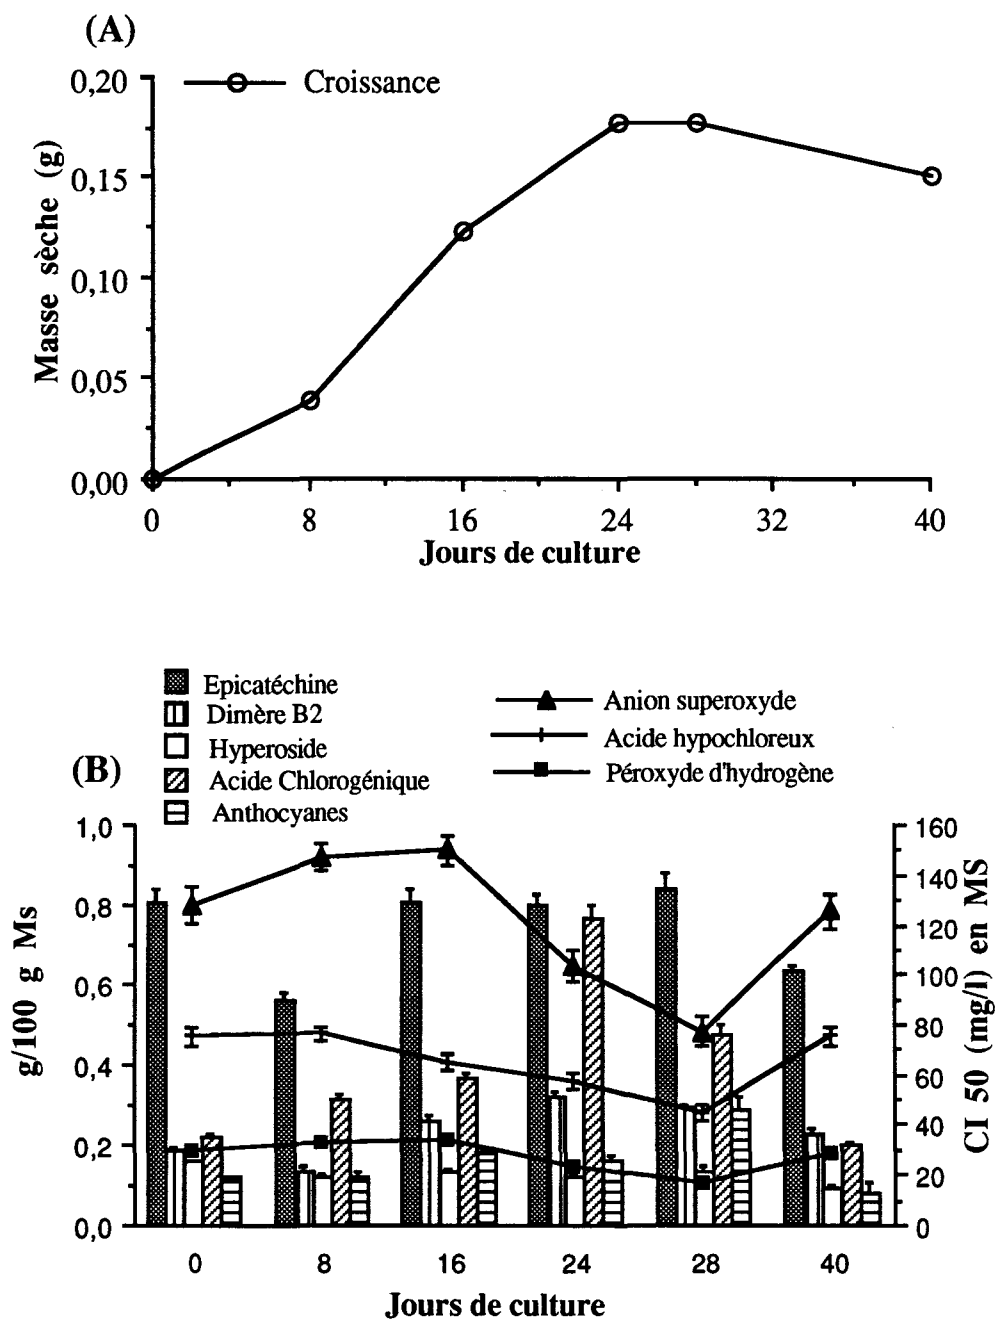 (A)
Croissance
Masse sèche (g)
0,20
0,15
0,10
0,05
0,00
0 8 16 24 32 40
Jours de culture
Epicatéchine
Dimère B2
Hyperoside
Acide Chlorogénique
Anthocyanes
Anion superoxyde
Acide hypochloreux
Péroxyde d'hydrogène
(B)
g/100 g Ms
1,0
0,8
0,6
0,4
0,2
0,0
160
140
120
100
80
60
40
20
0
CI 50 (mg/l) en MS
0 8 16 24 28 40
Jours de culture